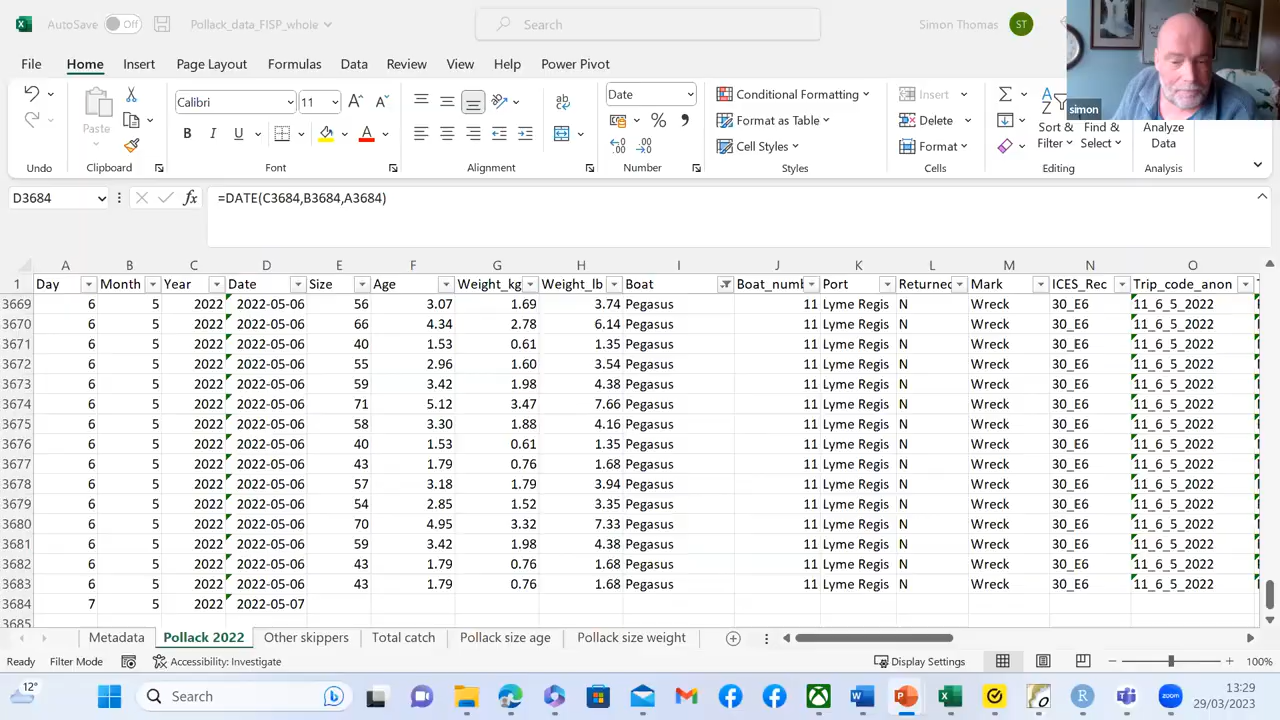 AutoSave Off Pollack_data_FISP_whole Search Simon Thomas ST
File Home Insert Page Layout Formulas Data Review View Help Power Pivot
Paste Calibri 11 Date Conditional Formatting Insert
Format as Table Delete Sort & Find & Analyze
Cell Styles Format Filter Select Data
Undo Clipboard Font Alignment Number Styles Cells Editing Analysis
simon
D3684 fx =DATE(C3684,B3684,A3684)
A B C D E F G H I J K L M N O
1 Day Month Year Date Size Age Weight_kg Weight_lb Boat Boat_numb Port Returned Mark ICES_Rec Trip_code_anon
3669 6 5 2022 2022-05-06 56 3.07 1.69 3.74 Pegasus 11 Lyme Regis N Wreck 30_E6 11_6_5_2022
3670 6 5 2022 2022-05-06 66 4.34 2.78 6.14 Pegasus 11 Lyme Regis N Wreck 30_E6 11_6_5_2022
3671 6 5 2022 2022-05-06 40 1.53 0.61 1.35 Pegasus 11 Lyme Regis N Wreck 30_E6 11_6_5_2022
3672 6 5 2022 2022-05-06 55 2.96 1.60 3.54 Pegasus 11 Lyme Regis N Wreck 30_E6 11_6_5_2022
3673 6 5 2022 2022-05-06 59 3.42 1.98 4.38 Pegasus 11 Lyme Regis N Wreck 30_E6 11_6_5_2022
3674 6 5 2022 2022-05-06 71 5.12 3.47 7.66 Pegasus 11 Lyme Regis N Wreck 30_E6 11_6_5_2022
3675 6 5 2022 2022-05-06 58 3.30 1.88 4.16 Pegasus 11 Lyme Regis N Wreck 30_E6 11_6_5_2022
3676 6 5 2022 2022-05-06 40 1.53 0.61 1.35 Pegasus 11 Lyme Regis N Wreck 30_E6 11_6_5_2022
3677 6 5 2022 2022-05-06 43 1.79 0.76 1.68 Pegasus 11 Lyme Regis N Wreck 30_E6 11_6_5_2022
3678 6 5 2022 2022-05-06 57 3.18 1.79 3.94 Pegasus 11 Lyme Regis N Wreck 30_E6 11_6_5_2022
3679 6 5 2022 2022-05-06 54 2.85 1.52 3.35 Pegasus 11 Lyme Regis N Wreck 30_E6 11_6_5_2022
3680 6 5 2022 2022-05-06 70 4.95 3.32 7.33 Pegasus 11 Lyme Regis N Wreck 30_E6 11_6_5_2022
3681 6 5 2022 2022-05-06 59 3.42 1.98 4.38 Pegasus 11 Lyme Regis N Wreck 30_E6 11_6_5_2022
3682 6 5 2022 2022-05-06 43 1.79 0.76 1.68 Pegasus 11 Lyme Regis N Wreck 30_E6 11_6_5_2022
3683 6 5 2022 2022-05-06 43 1.79 0.76 1.68 Pegasus 11 Lyme Regis N Wreck 30_E6 11_6_5_2022
3684 7 5 2022 2022-05-07
3685
Metadata Pollack 2022 Other skippers Total catch Pollack size age Pollack size weight
Ready Filter Mode Accessibility: Investigate Display Settings 100%
12° Search zoom 13:29
29/03/2023